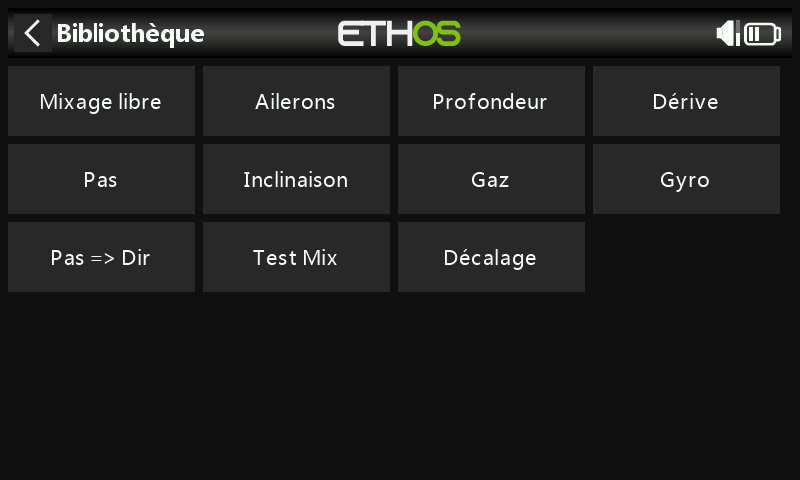 Bibliothèque
ETHOS
Mixage libre
Ailerons
Profondeur
Dérive
Pas
Inclinaison
Gaz
Gyro
Pas => Dir
Test Mix
Décalage